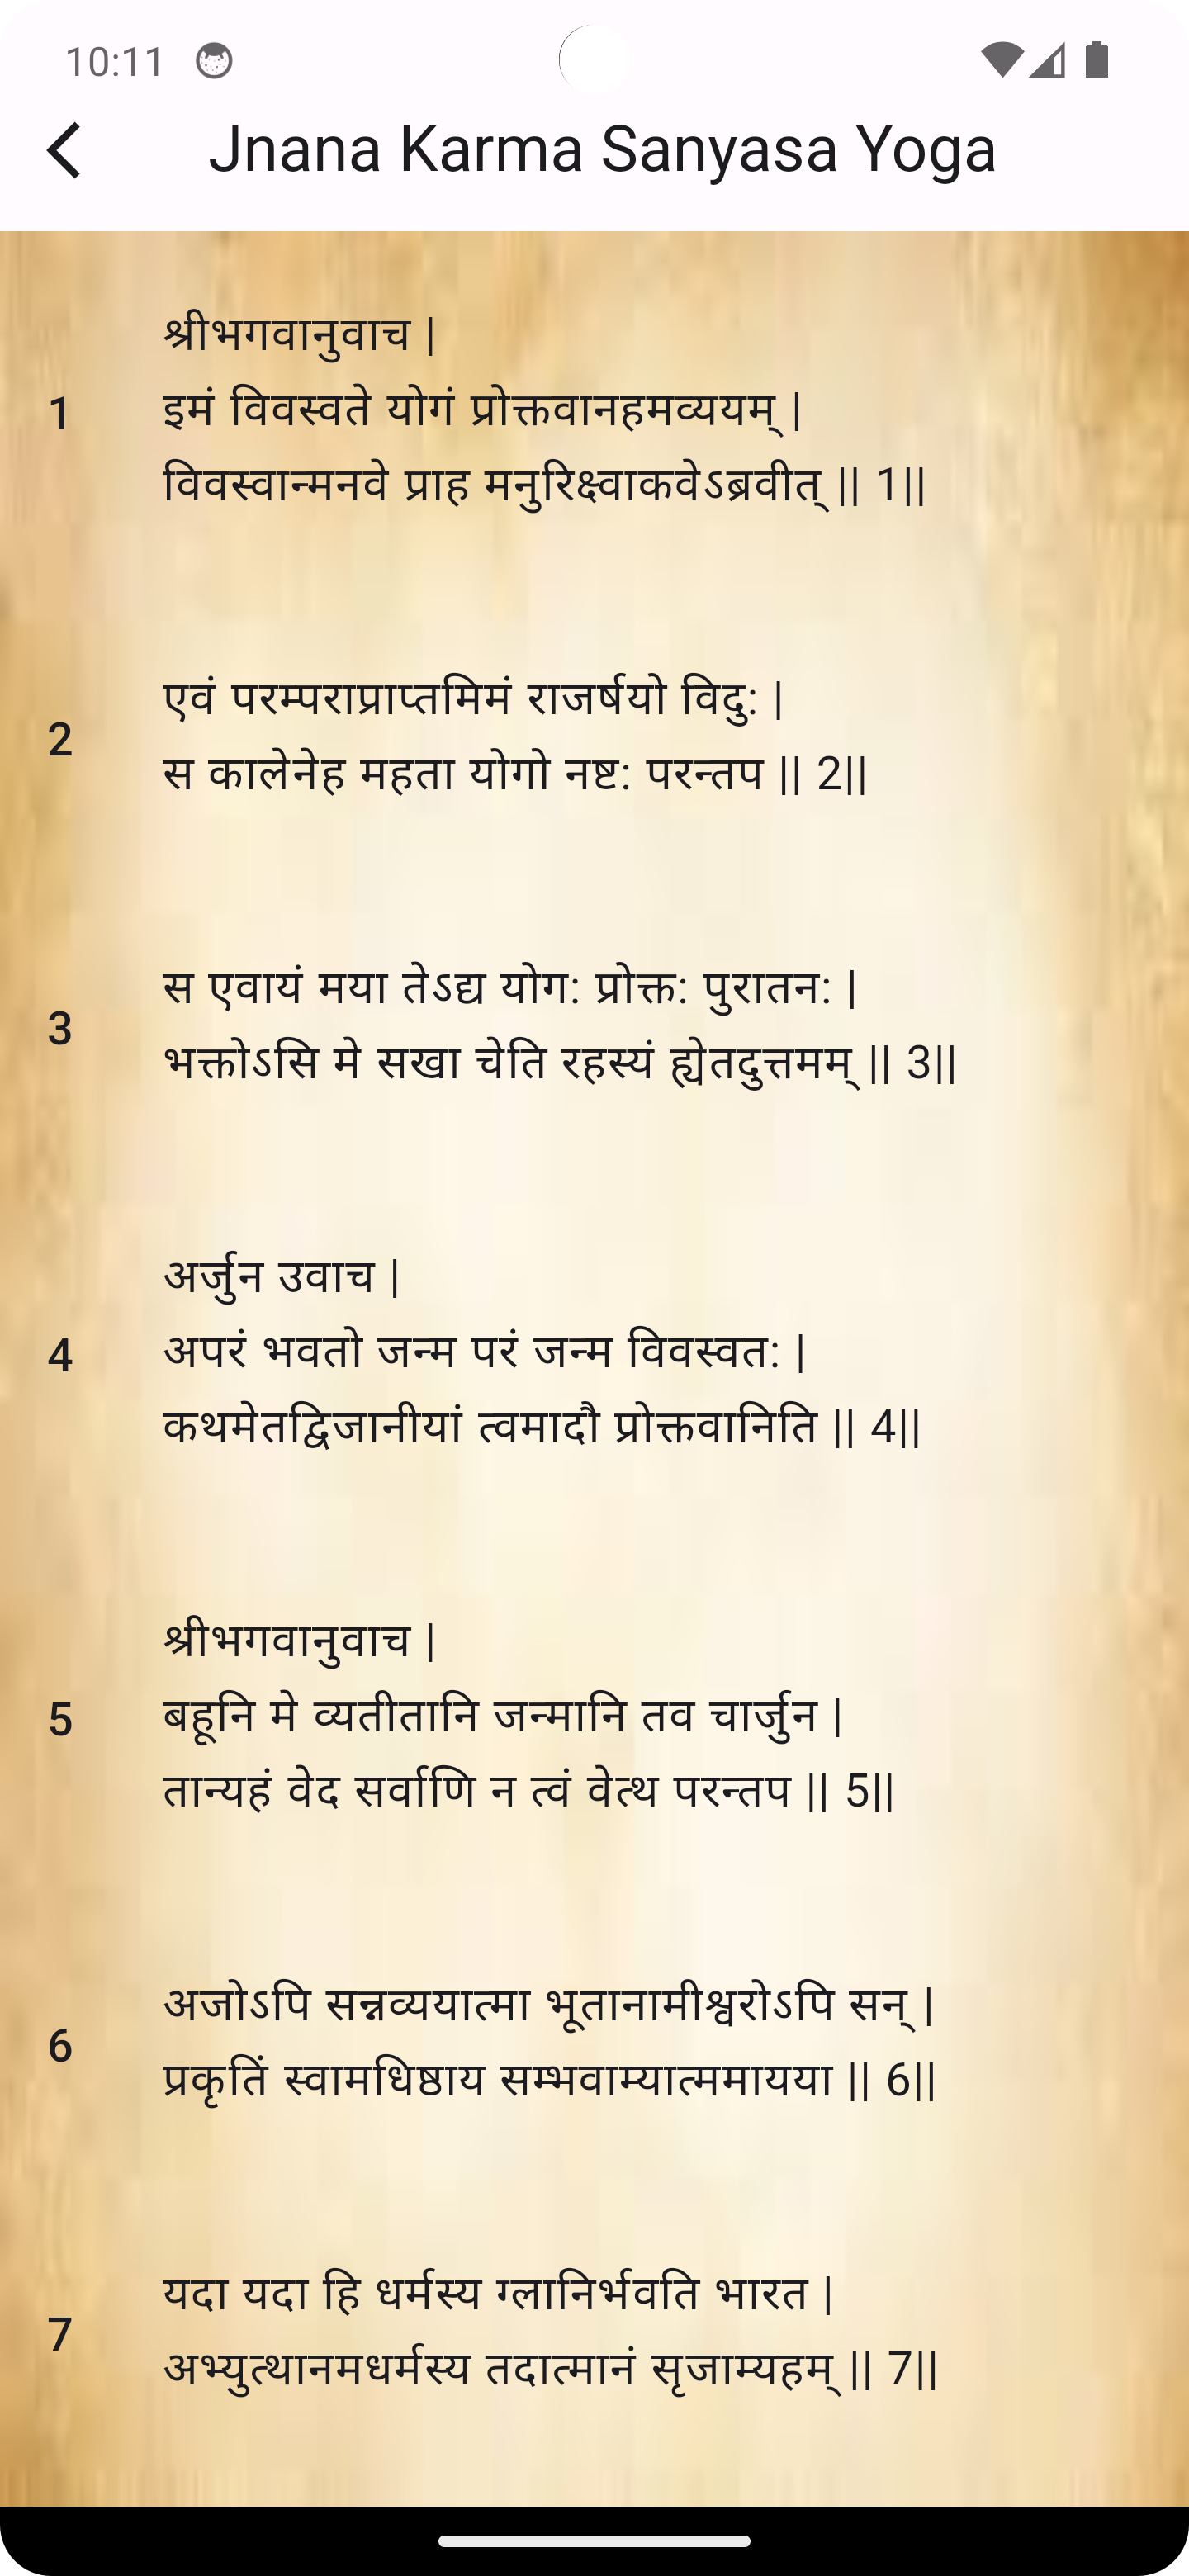 10:11
Jnana Karma Sanyasa Yoga
श्रीभगवानुवाच |
1
इमं विवस्वते योगं प्रोक्तवानहमव्ययम् |
विवस्वान्मनवे प्राह मनुरिक्ष्वाकवेऽब्रवीत् || 1||
एवं परम्पराप्राप्तमिमं राजर्षयो विदु: |
2
स कालेनेह महता योगो नष्ट: परन्तप || 2||
स एवायं मया तेऽद्य योग: प्रोक्त: पुरातन: |
3
भक्तोऽसि मे सखा चेति रहस्यं ह्येतदुत्तमम् || 3||
अर्जुन उवाच |
4
अपरं भवतो जन्म परं जन्म विवस्वत: |
कथमेतद्विजानीयां त्वमादौ प्रोक्तवानिति || 4||
श्रीभगवानुवाच |
5
बहूनि मे व्यतीतानि जन्मानि तव चार्जुन |
तान्यहं वेद सर्वाणि न त्वं वेत्थ परन्तप || 5||
अजोऽपि सन्नव्ययात्मा भूतानामीश्वरोऽपि सन् |
6
प्रकृतिं स्वामधिष्ठाय सम्भवाम्यात्ममायया || 6||
यदा यदा हि धर्मस्य ग्लानिर्भवति भारत |
7
अभ्युत्थानमधर्मस्य तदात्मानं सृजाम्यहम् || 7||